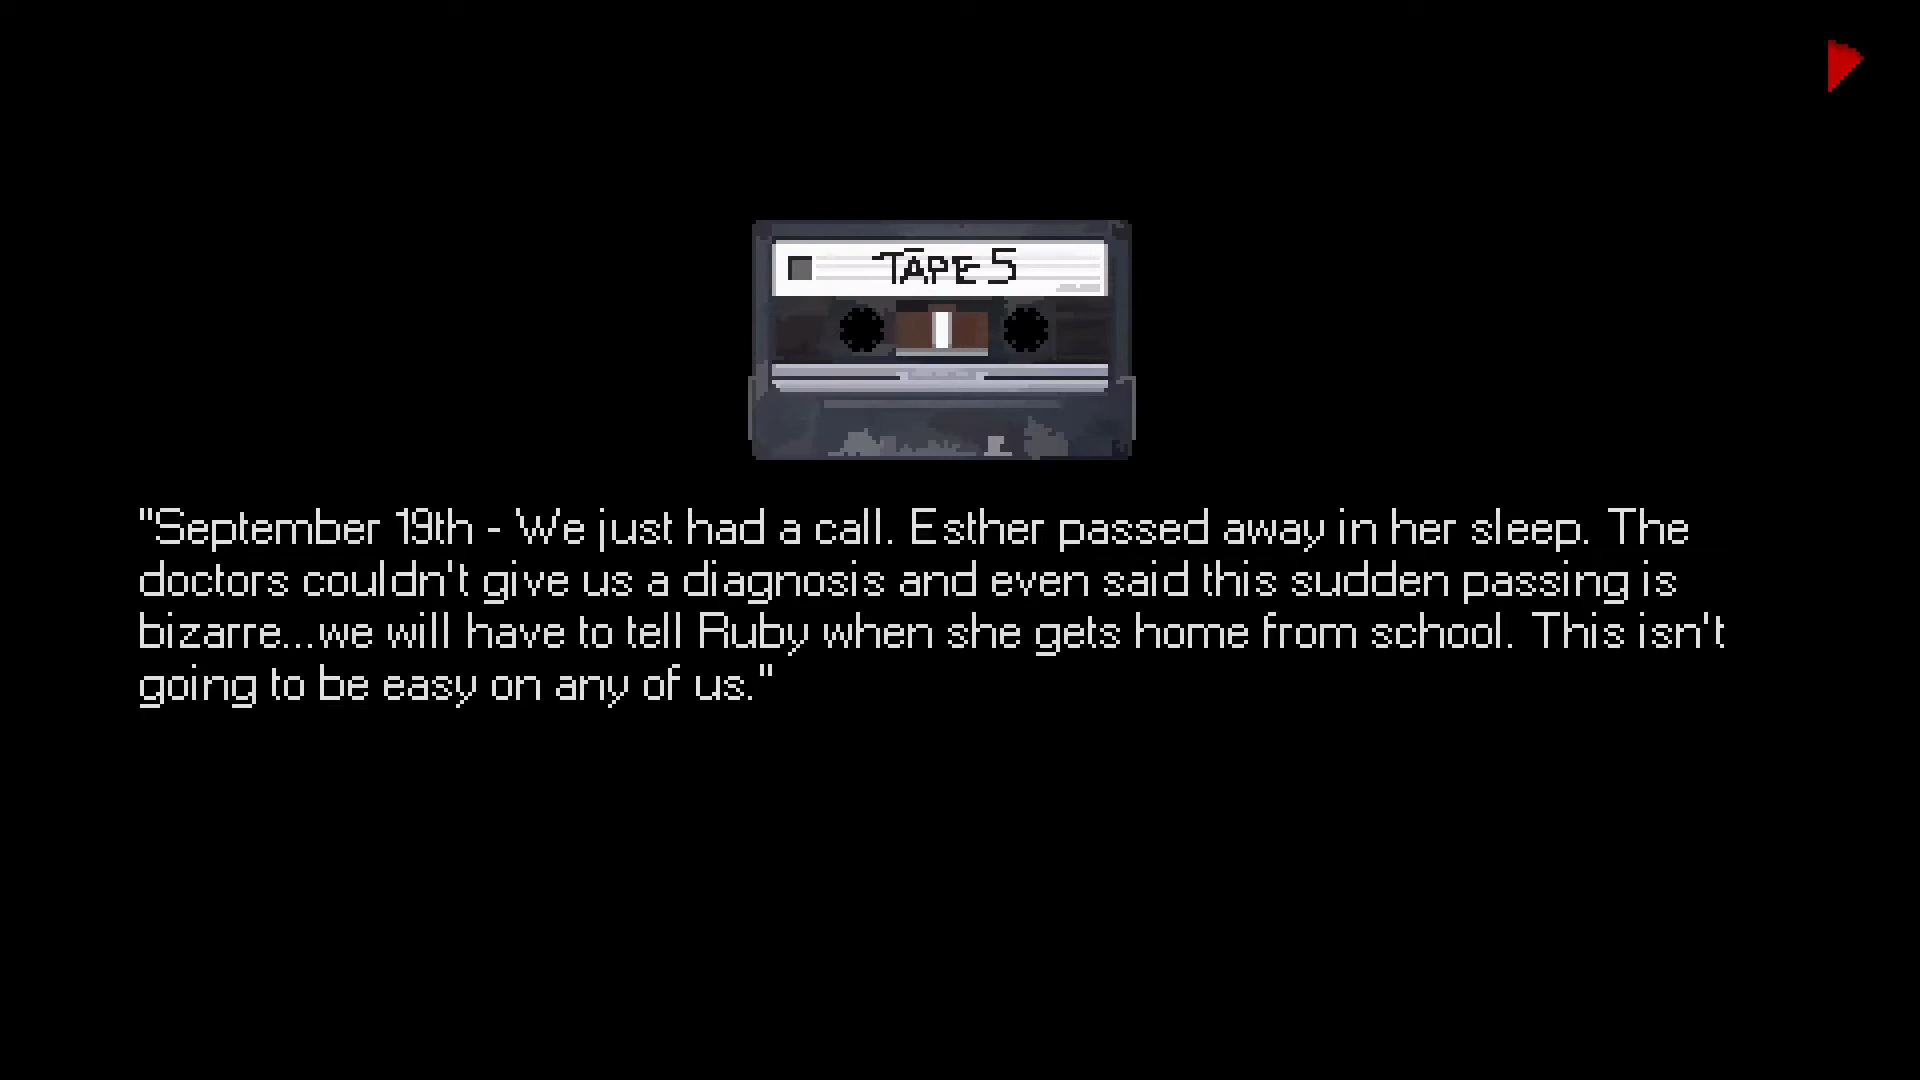 TAPE 5
"September 19th - We just had a call. Esther passed away in her sleep. The
doctors couldn't give us a diagnosis and even said this sudden passing is
bizarre...we will have to tell Ruby when she gets home from school. This isn't
going to be easy on any of us."